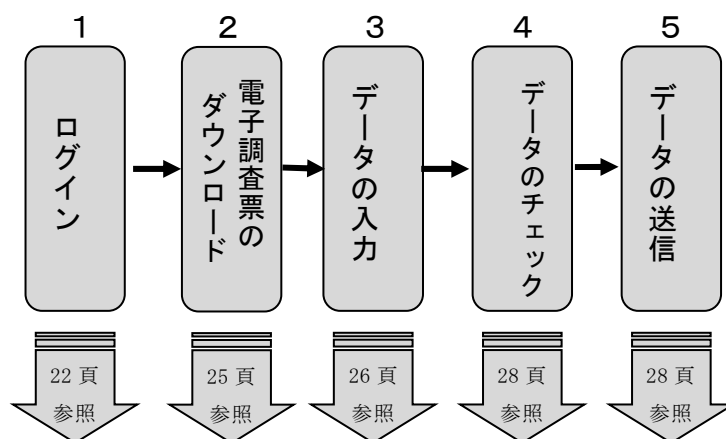 1
ログイン
22 頁
参照
2
電子調査票の
ダウンロード
25 頁
参照
3
データの入力
26 頁
参照
4
データのチェック
28 頁
参照
5
データの送信
28 頁
参照